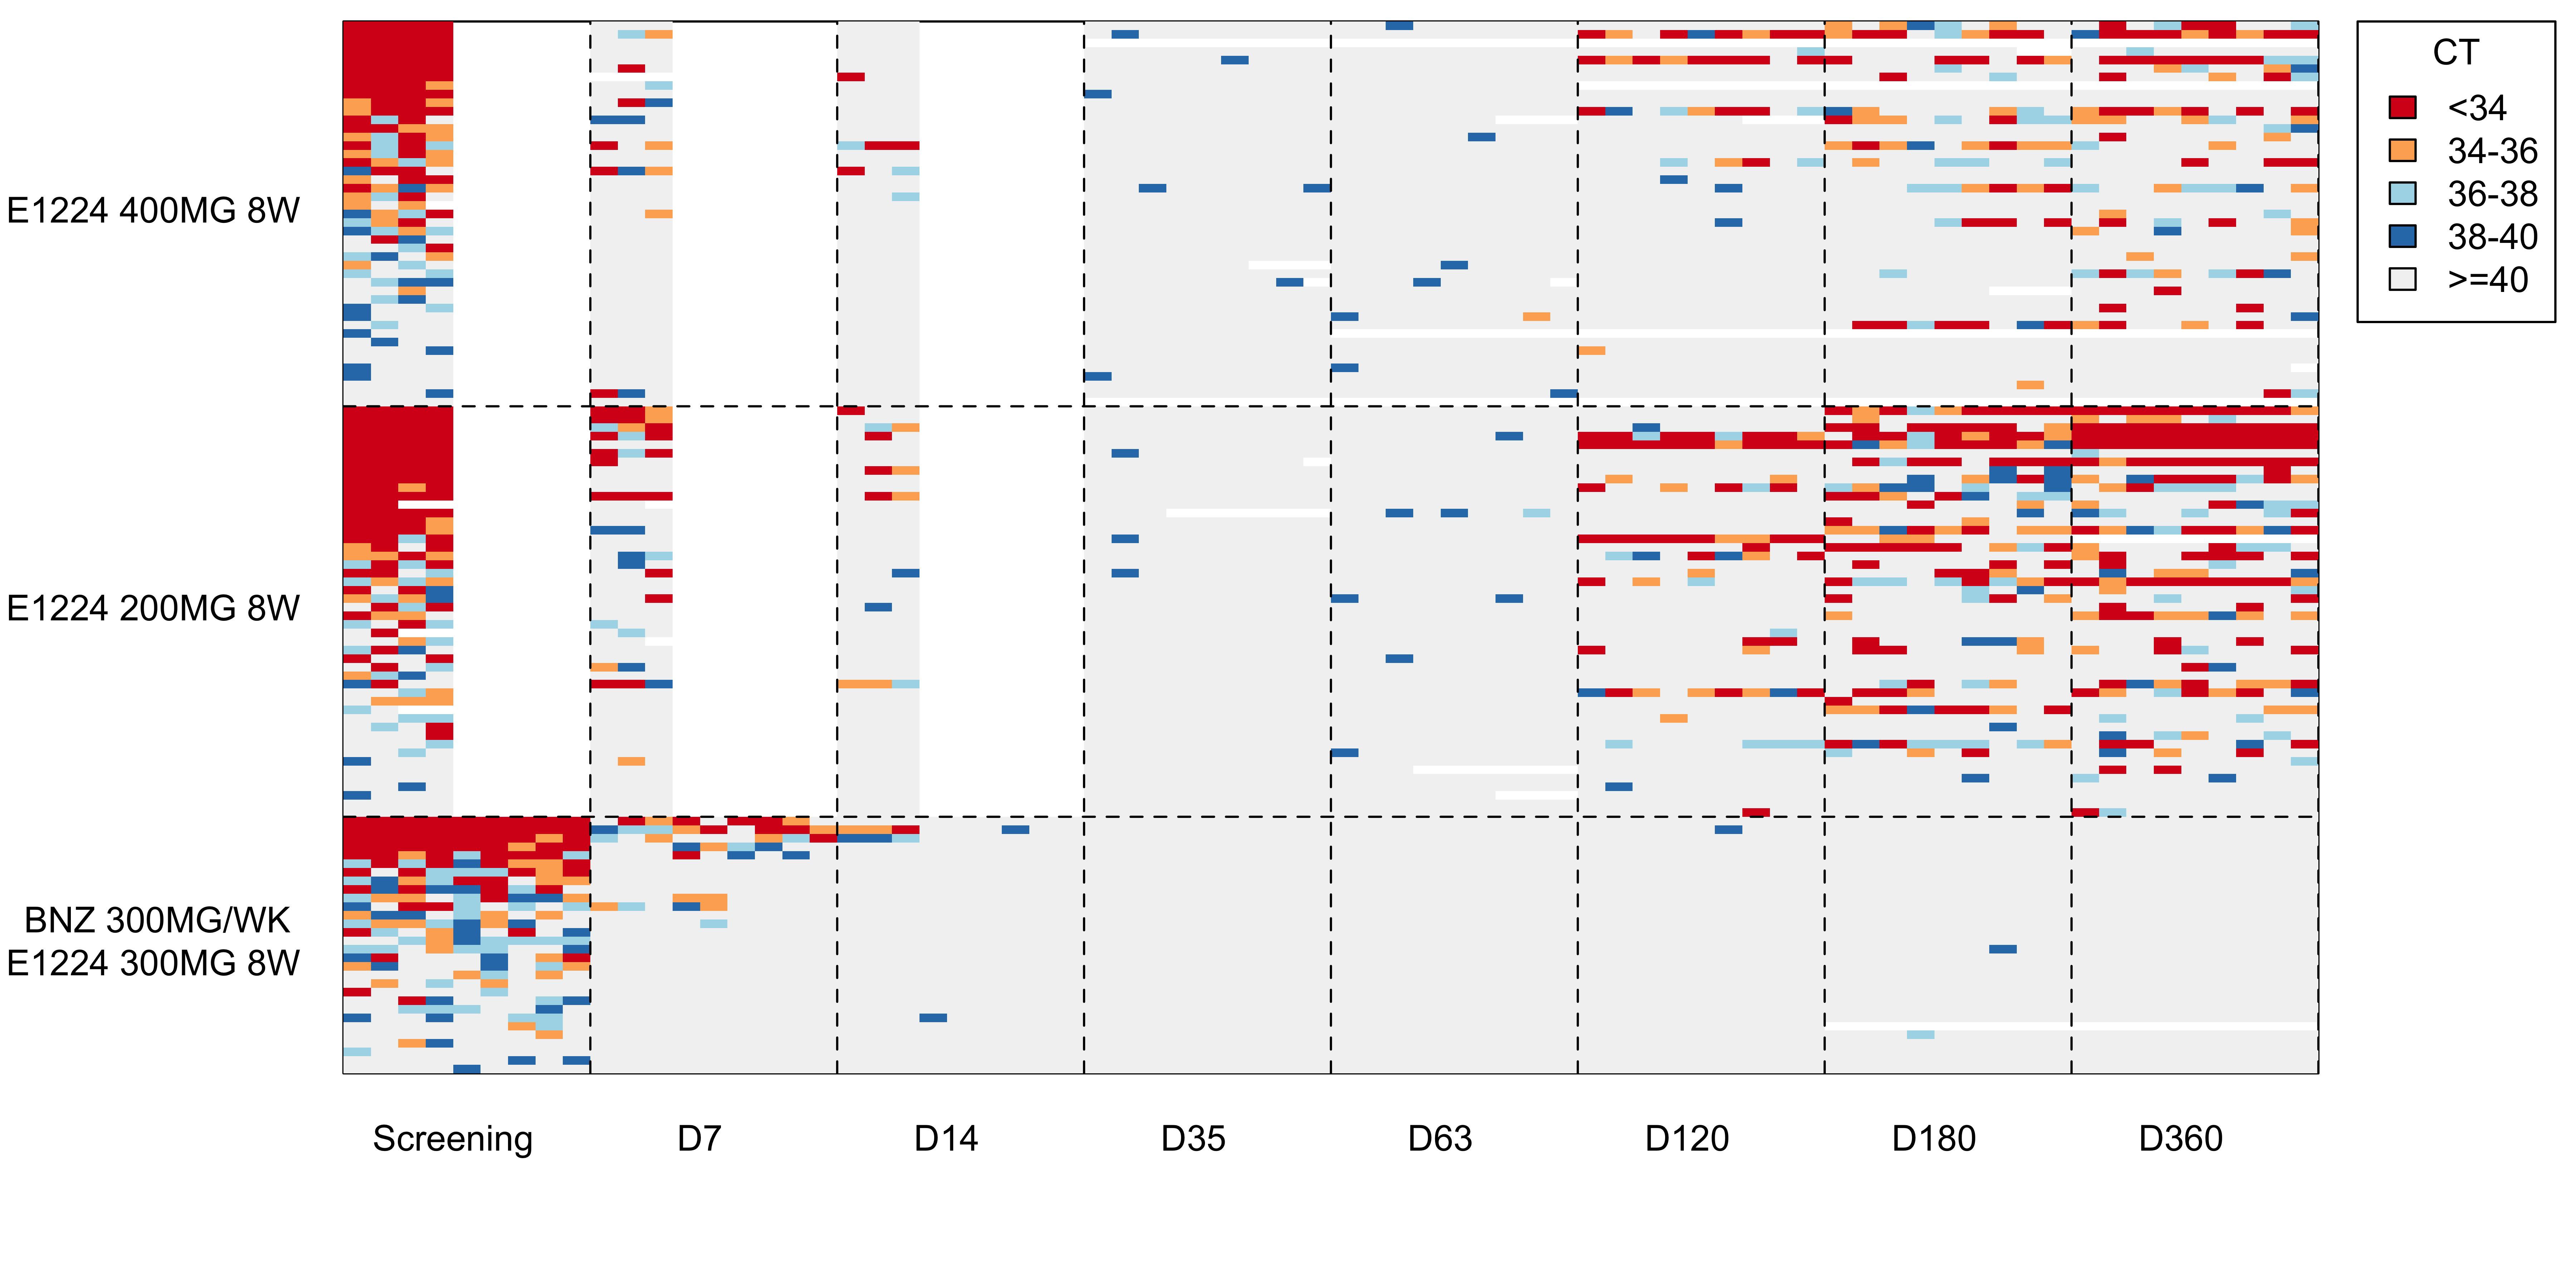 CT
<34
34-36
36-38
38-40
>=40
E1224 400MG 8W
E1224 200MG 8W
BNZ 300MG/WK
E1224 300MG 8W
Screening D7 D14 D35 D63 D120 D180 D360